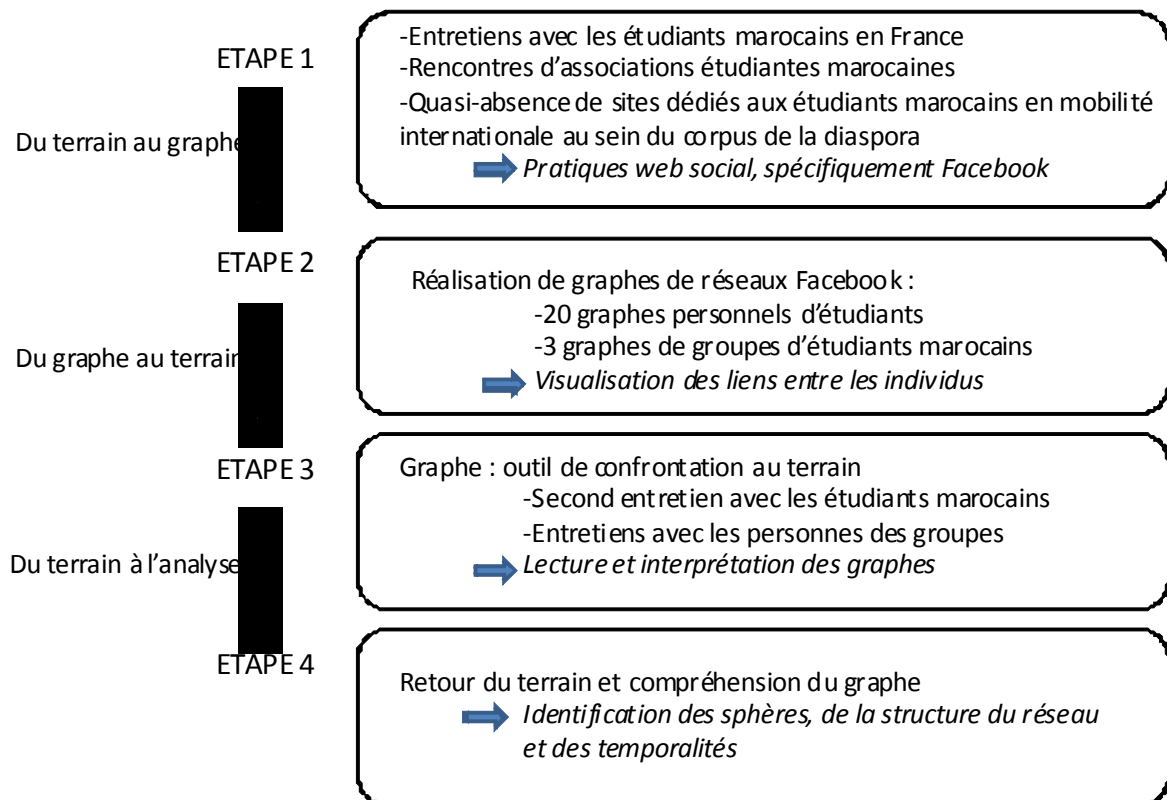 ETAPE 1
-Entretiens avec les étudiants marocains en France
-Rencontres d'associations étudiantes marocaines
-Quasi-absence de sites dédiés aux étudiants marocains en mobilité
internationale au sein du corpus de la diaspora
Pratiques web social, spécifiquement Facebook
Du terrain au graphe
ETAPE 2
Réalisation de graphes de réseaux Facebook :
-20 graphes personnels d'étudiants
-3 graphes de groupes d'étudiants marocains
Visualisation des liens entre les individus
Du graphe au terrain
ETAPE 3
Graphe : outil de confrontation au terrain
-Second entretien avec les étudiants marocains
-Entretiens avec les personnes des groupes
Lecture et interprétation des graphes
Du terrain à l'analyse
ETAPE 4
Retour du terrain et compréhension du graphe
Identification des sphères, de la structure du réseau
et des temporalités